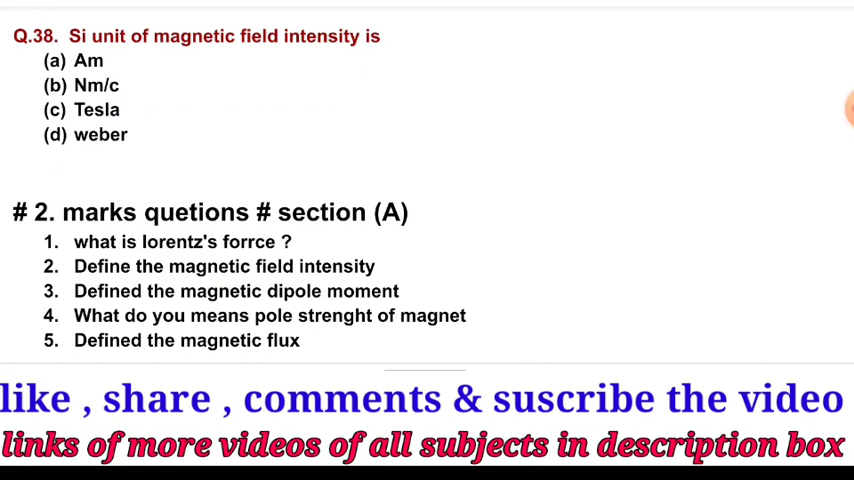 Q.38. Si unit of magnetic field intensity is
(a) Am
(b) Nm/c
(c) Tesla
(d) weber
# 2. marks quetions # section (A)
1. what is lorentz's forrce ?
2. Define the magnetic field intensity
3. Defined the magnetic dipole moment
4. What do you means pole strenght of magnet
5. Defined the magnetic flux
like , share , comments & suscribe the video
links of more videos of all subjects in description box